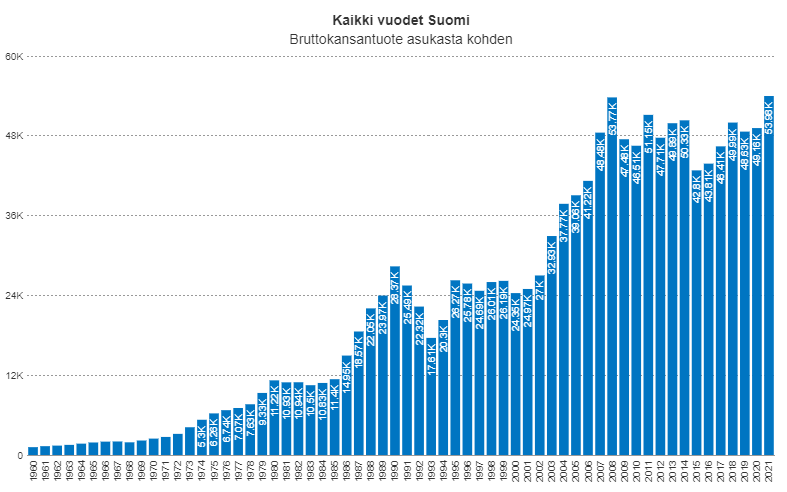 Kaikki vuodet Suomi
Bruttokansantuote asukasta kohden
60K
48K
36K
24K
12K
0
5.3K
6.26K
6.74K
7.07K
7.63K
9.33K
11.22K
10.93K
10.94K
10.5K
10.83K
11.4K
14.95K
18.57K
22.05K
23.97K
28.37K
25.49K
22.32K
17.61K
20.3K
26.27K
25.78K
24.69K
26.01K
26.19K
24.35K
24.97K
27K
32.93K
37.77K
39.06K
41.22K
48.48K
53.77K
47.48K
46.51K
51.15K
47.71K
49.89K
50.33K
42.8K
43.81K
46.41K
49.99K
48.63K
49.16K
53.98K
1960
1961
1962
1963
1964
1965
1966
1967
1968
1969
1970
1971
1972
1973
1974
1975
1976
1977
1978
1979
1980
1981
1982
1983
1984
1985
1986
1987
1988
1989
1990
1991
1992
1993
1994
1995
1996
1997
1998
1999
2000
2001
2002
2003
2004
2005
2006
2007
2008
2009
2010
2011
2012
2013
2014
2015
2016
2017
2018
2019
2020
2021